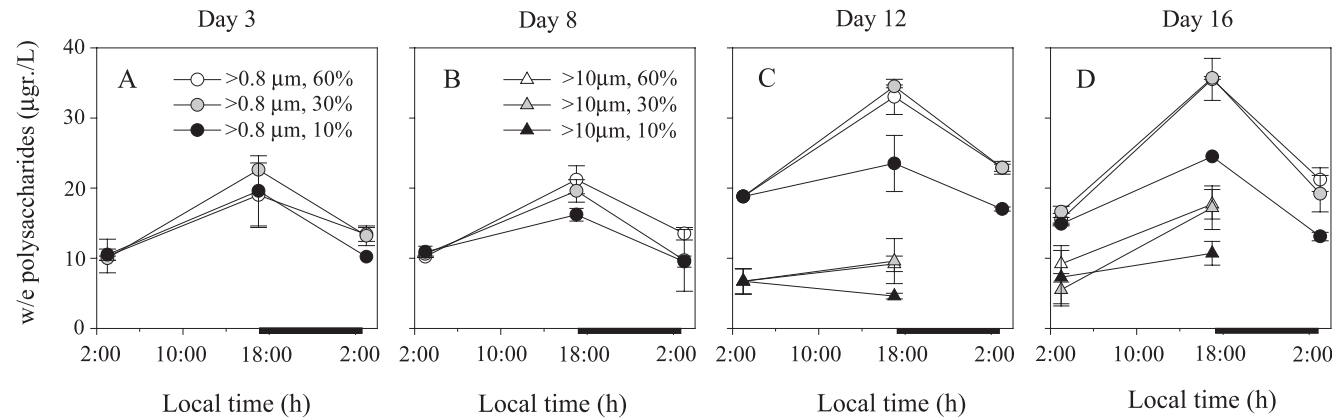 Day 3
Day 8
Day 12
Day 16
w/e polysaccharides (μgr./L)
40
30
20
10
0
A
>0.8 μm, 60%
>0.8 μm, 30%
>0.8 μm, 10%
B
>10μm, 60%
>10μm, 30%
>10μm, 10%
C
D
2:00 10:00 18:00 2:00
2:00 10:00 18:00 2:00
2:00 10:00 18:00 2:00
2:00 10:00 18:00 2:00
Local time (h)
Local time (h)
Local time (h)
Local time (h)